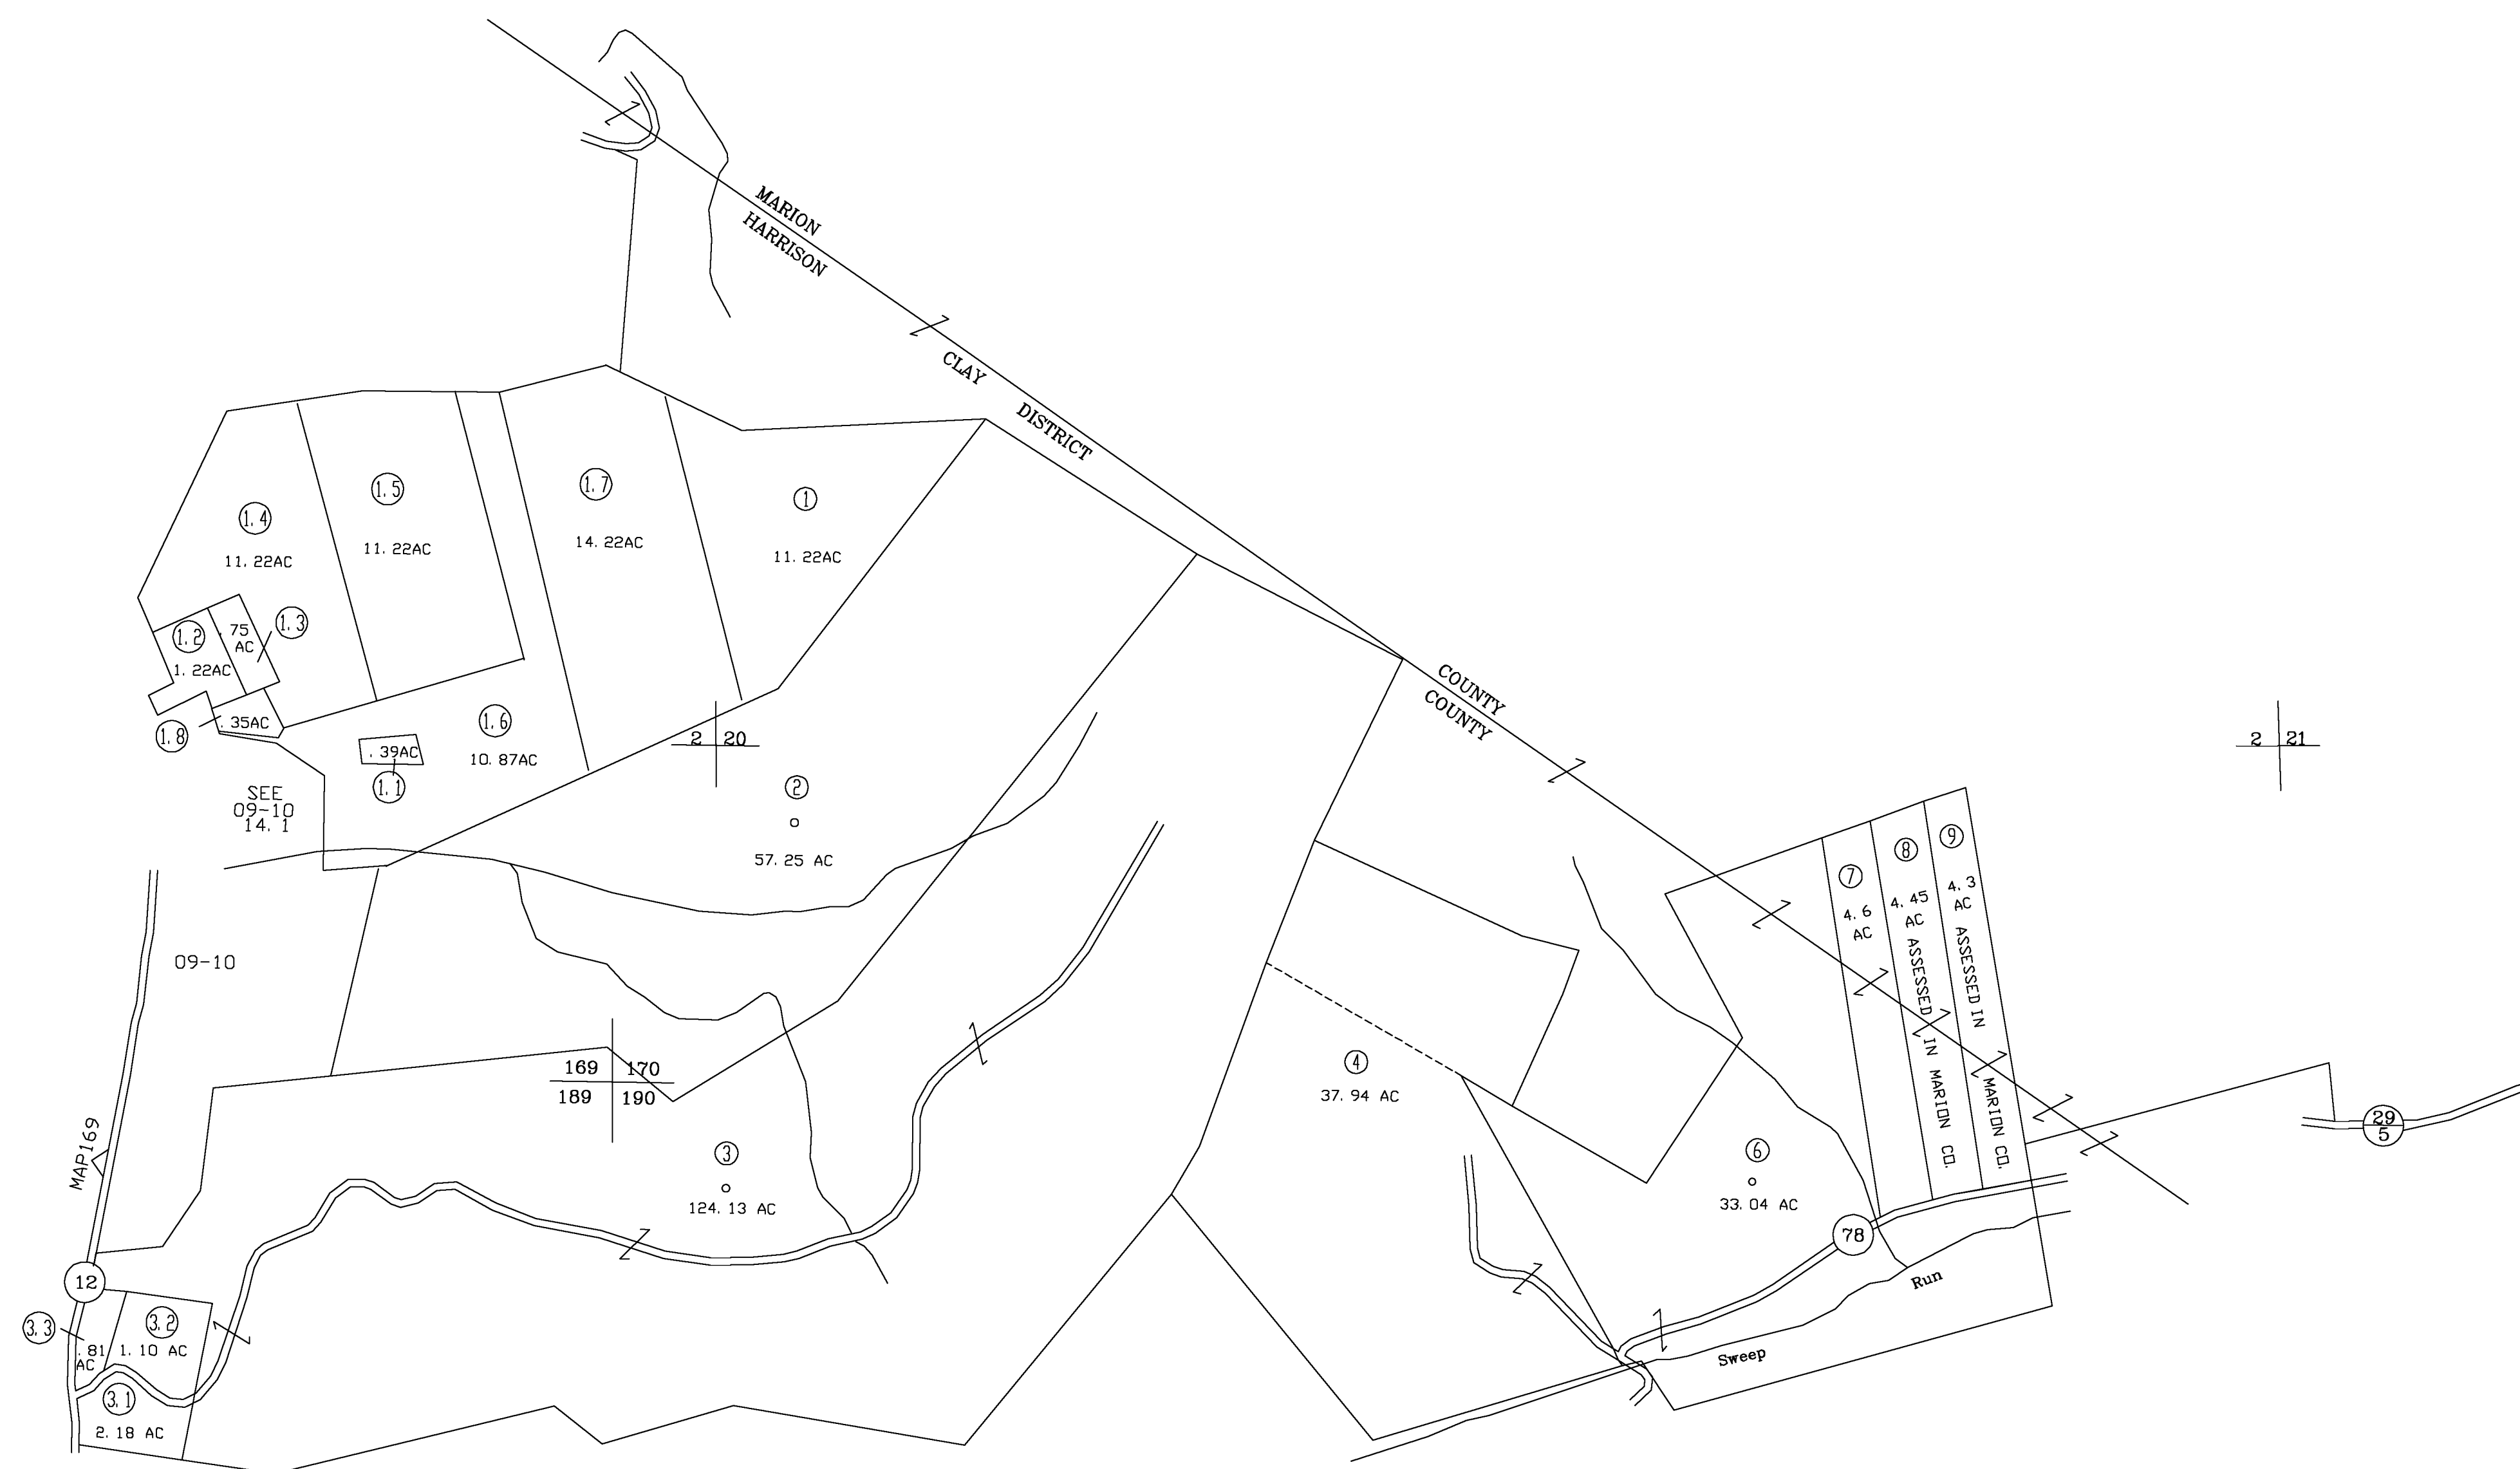 MARION
HARRISON
CLAY
DISTRICT
COUNTY
COUNTY
1.4
11.22AC
1.5
11.22AC
1.7
14.22AC
1
11.22AC
1.2
1.22AC
.75
AC
1.3
1.8
.35AC
1.6
10.87AC
.39AC
1.1
SEE
09-10
14.1
2 20
2 21
2
57.25 AC
09-10
169 170
189 190
MAP169
3
124.13 AC
4
37.94 AC
6
33.04 AC
7
4.6
AC
8
4.45
AC
ASSESSED IN MARION CO.
9
4.3
AC
ASSESSED IN MARION CO.
29
5
78
Sweep Run
12
3.3
.81
AC
3.2
1.10 AC
3.1
2.18 AC